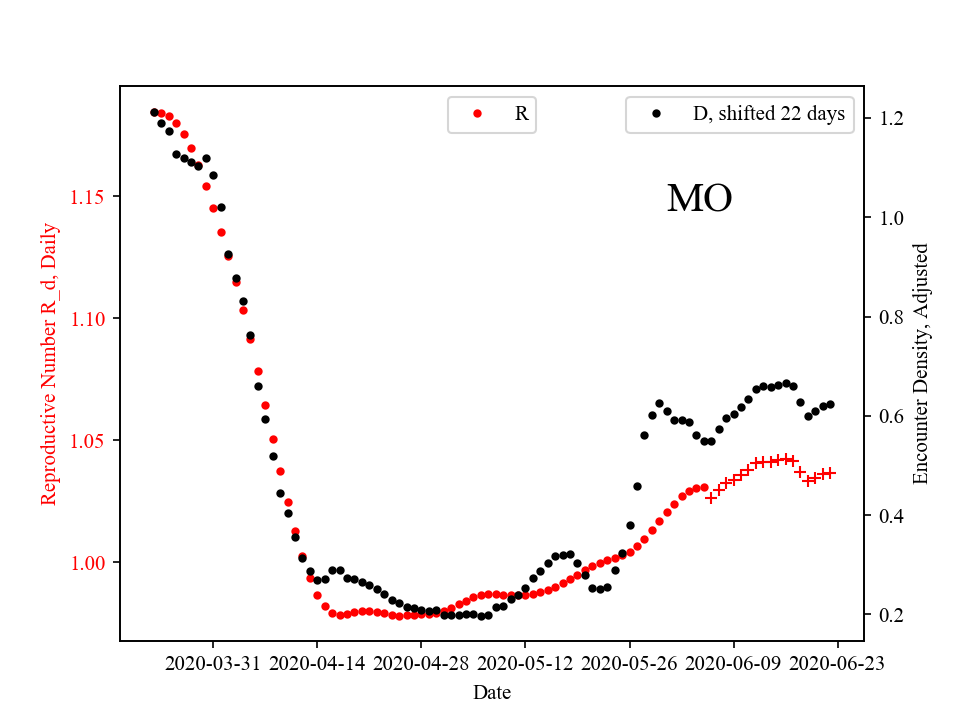 R
D, shifted 22 days
MO
Reproductive Number R_d, Daily
1.15
1.10
1.05
1.00
Encounter Density, Adjusted
1.2
1.0
0.8
0.6
0.4
0.2
2020-03-31
2020-04-14
2020-04-28
2020-05-12
2020-05-26
2020-06-09
2020-06-23
Date